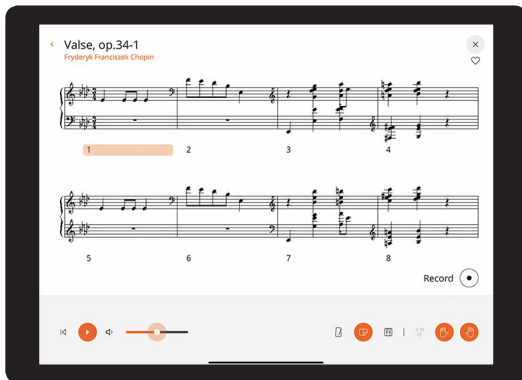 Valse, op.34-1
Fryderyk Franciszek Chopin
1 2 3 4
5 6 7 8
Record